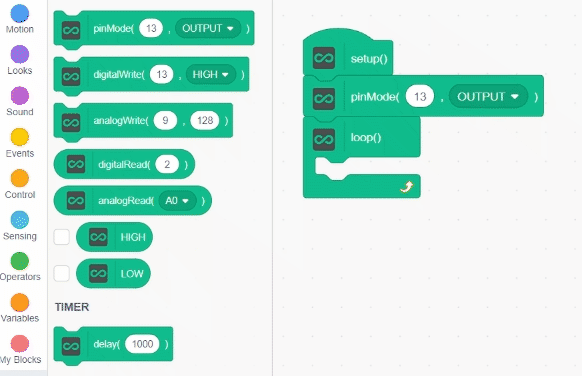 Motion
Looks
Sound
Events
Control
Sensing
Operators
Variables
My Blocks
pinMode( 13 , OUTPUT )
digitalWrite( 13 , HIGH )
analogWrite( 9 , 128 )
digitalRead( 2 )
analogRead( A0 )
HIGH
LOW
TIMER
delay( 1000 )
setup()
pinMode( 13 , OUTPUT )
loop()